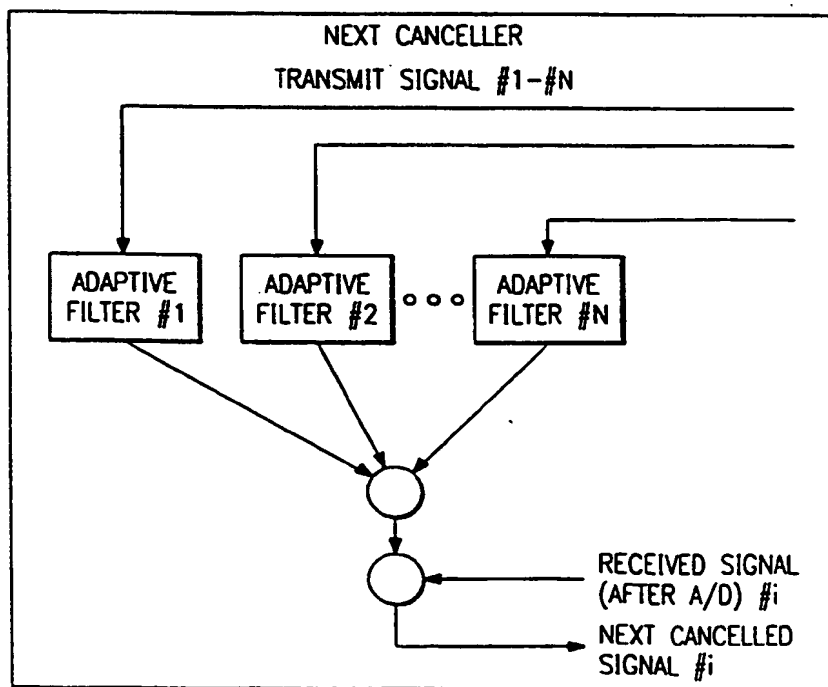 NEXT CANCELLER
TRANSMIT SIGNAL #1-#N
ADAPTIVE
FILTER #1
ADAPTIVE
FILTER #2
ADAPTIVE
FILTER #N
RECEIVED SIGNAL
(AFTER A/D) #i
NEXT CANCELLED
SIGNAL #i